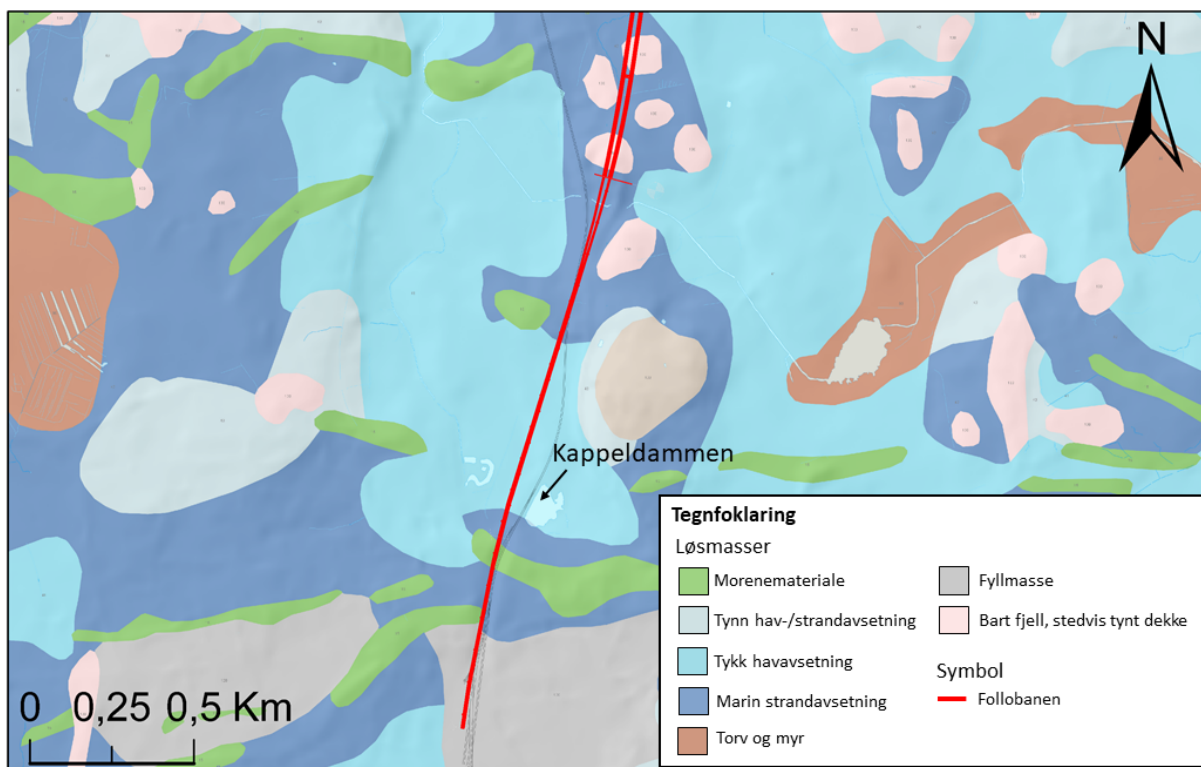 N
Kappeldammen
0 0,25 0,5 Km
Tegnfoklaring
Løsmasser
Morenemateriale
Tynn hav-/strandavsetning
Tykk havavsetning
Marin strandavsetning
Torv og myr
Fyllmasse
Bart fjell, stedvis tynt dekke
Symbol
Follobanen